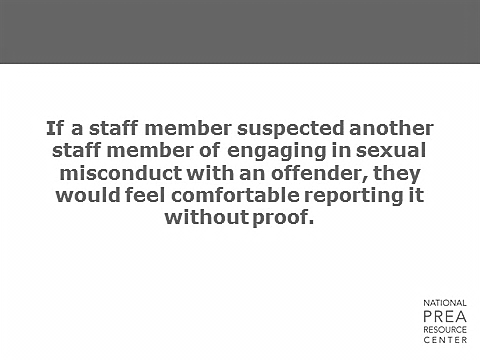 If a staff member suspected another
staff member of engaging in sexual
misconduct with an offender, they
would feel comfortable reporting it
without proof.
NATIONAL
PREA
RESOURCE
CENTER